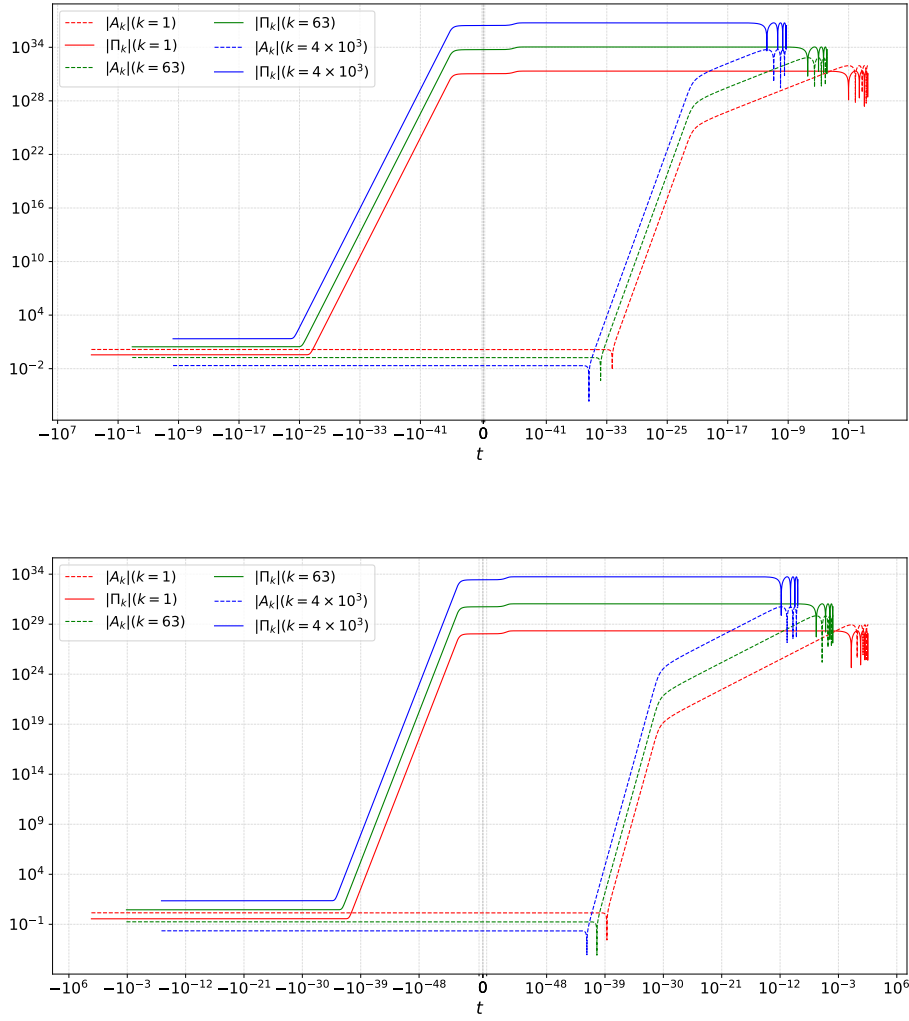 |A_k|(k = 1)
|Π_k|(k = 1)
|A_k|(k = 63)
|Π_k|(k = 63)
|A_k|(k = 4 × 10^3)
|Π_k|(k = 4 × 10^3)
10^34
10^28
10^22
10^16
10^10
10^4
10^−2
−10^7 −10^−1 −10^−9 −10^−17 −10^−25 −10^−33 −10^−41 0 10^−41 10^−33 10^−25 10^−17 10^−9 10^−1
t
|A_k|(k = 1)
|Π_k|(k = 1)
|A_k|(k = 63)
|Π_k|(k = 63)
|A_k|(k = 4 × 10^3)
|Π_k|(k = 4 × 10^3)
10^34
10^29
10^24
10^19
10^14
10^9
10^4
10^−1
−10^6 −10^−3 −10^−12 −10^−21 −10^−30 −10^−39 −10^−48 0 10^−48 10^−39 10^−30 10^−21 10^−12 10^−3 10^6
t